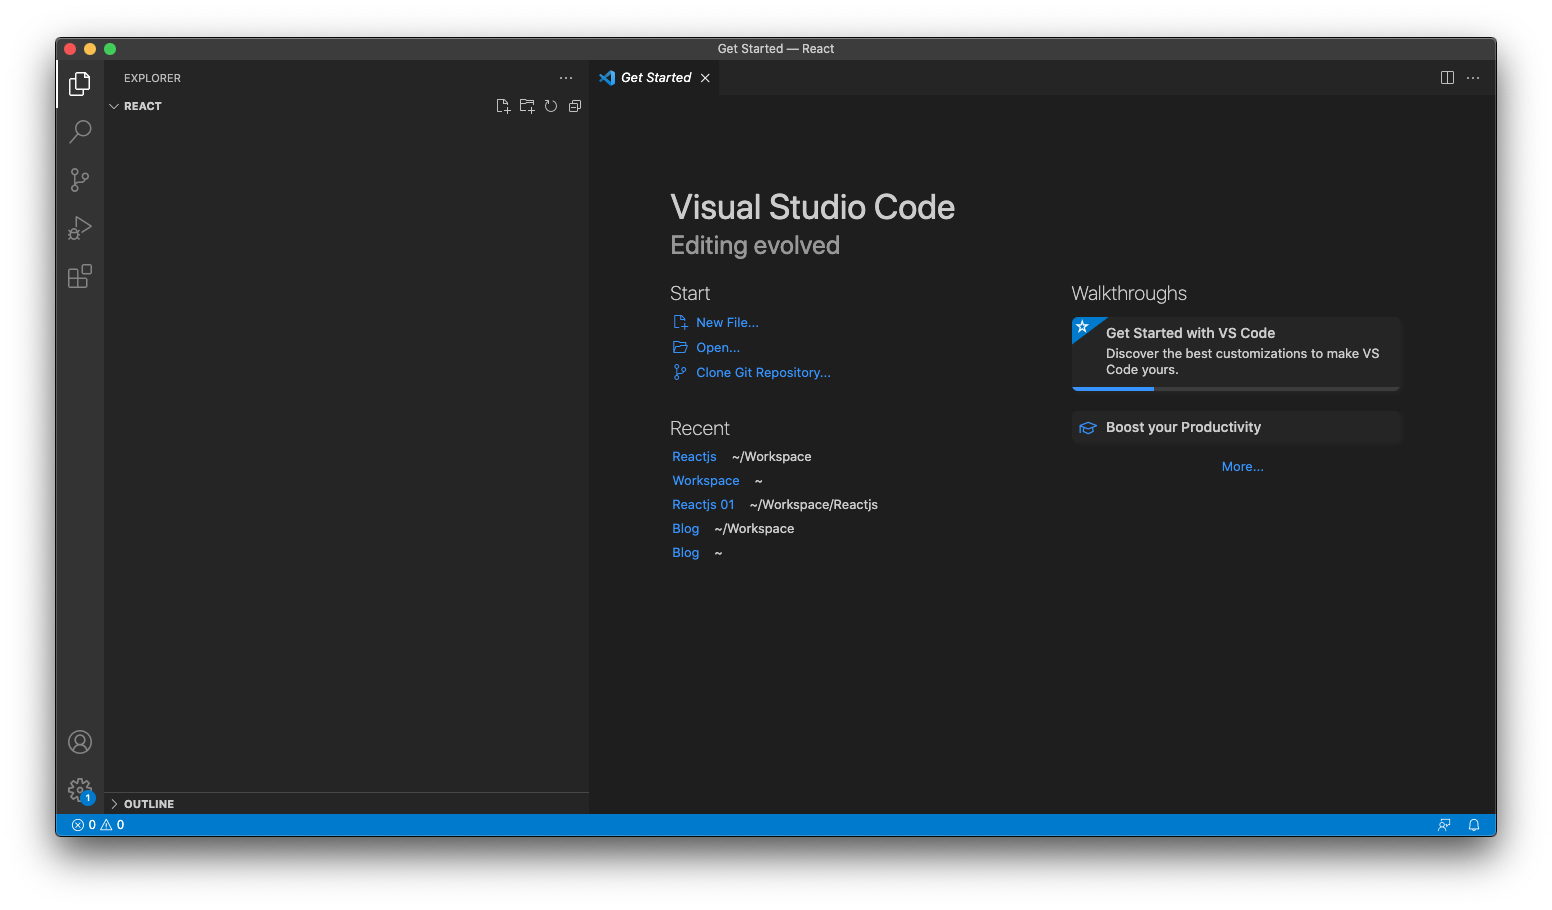 Get Started — React
EXPLORER
REACT
Get Started
Visual Studio Code
Editing evolved
Start
New File...
Open...
Clone Git Repository...
Recent
Reactjs ~/Workspace
Workspace ~
Reactjs 01 ~/Workspace/Reactjs
Blog ~/Workspace
Blog ~
Walkthroughs
Get Started with VS Code
Discover the best customizations to make VS
Code yours.
Boost your Productivity
More...
1
OUTLINE
0 0